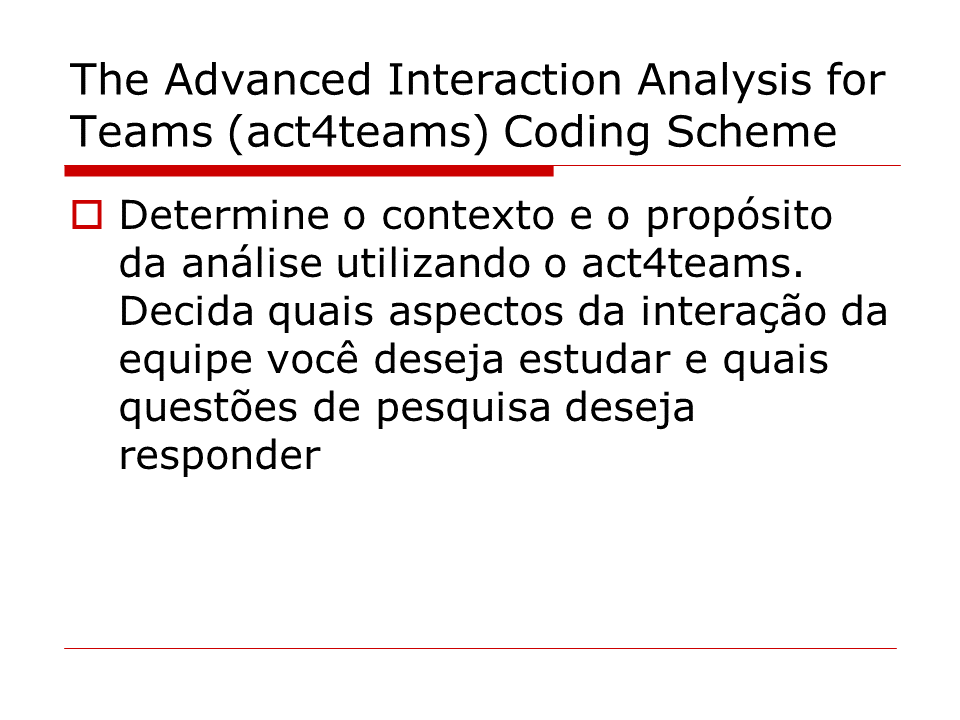 The Advanced Interaction Analysis for
Teams (act4teams) Coding Scheme
Determine o contexto e o propósito
da análise utilizando o act4teams.
Decida quais aspectos da interação da
equipe você deseja estudar e quais
questões de pesquisa deseja
responder